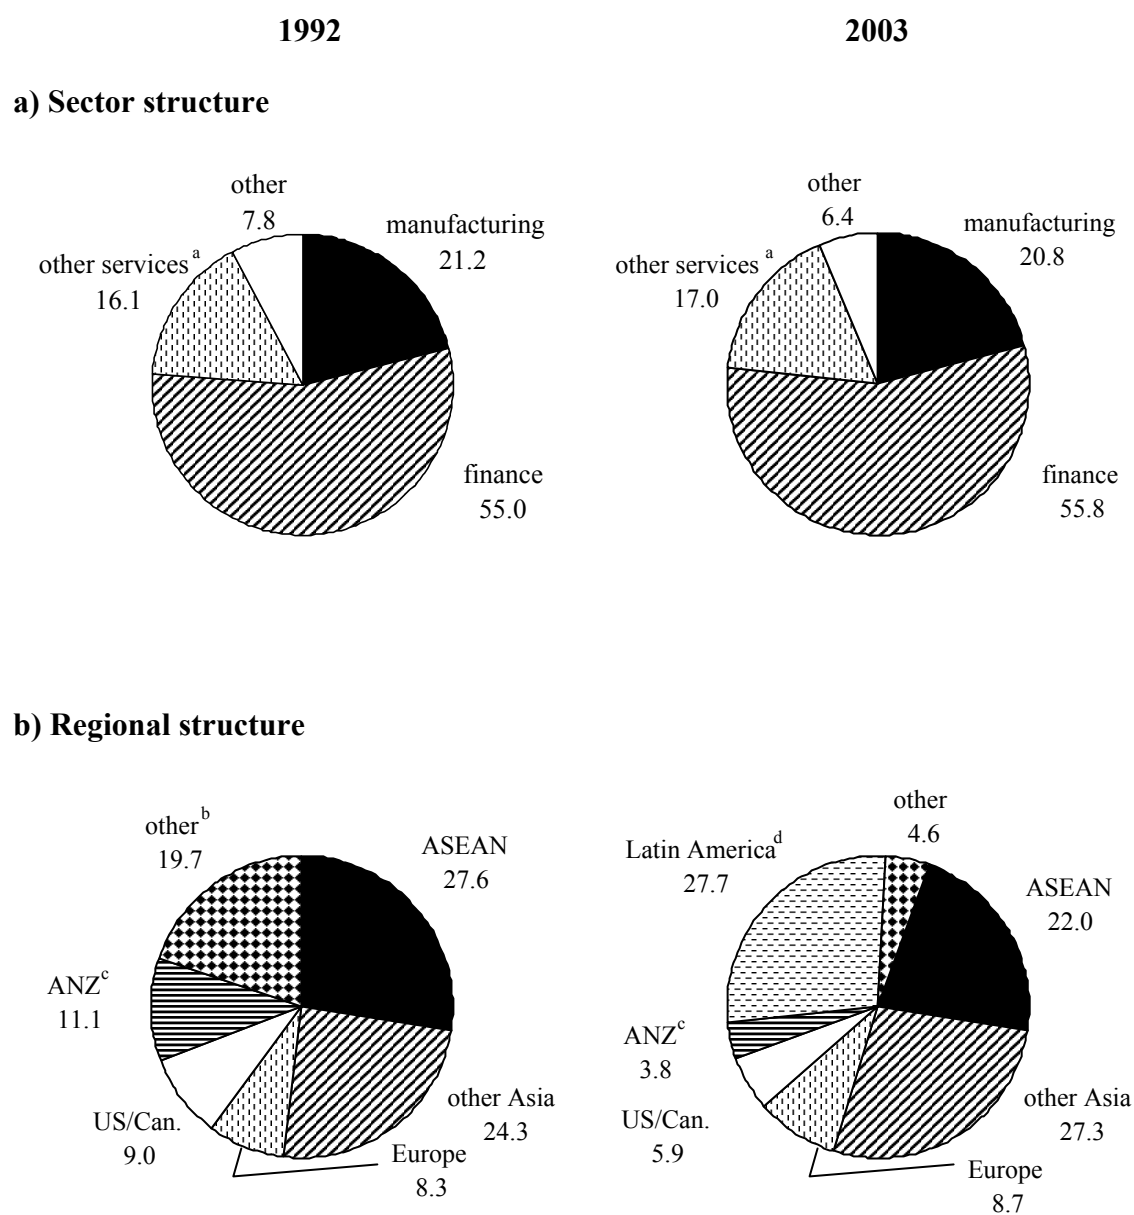 1992
2003
a) Sector structure
other
7.8
manufacturing
21.2
other services a
16.1
finance
55.0
other
6.4
manufacturing
20.8
other services a
17.0
finance
55.8
b) Regional structure
other b
19.7
ASEAN
27.6
ANZ c
11.1
US/Can.
9.0
other Asia
24.3
Europe
8.3
other
4.6
Latin America d
27.7
ASEAN
22.0
ANZ c
3.8
US/Can.
5.9
other Asia
27.3
Europe
8.7